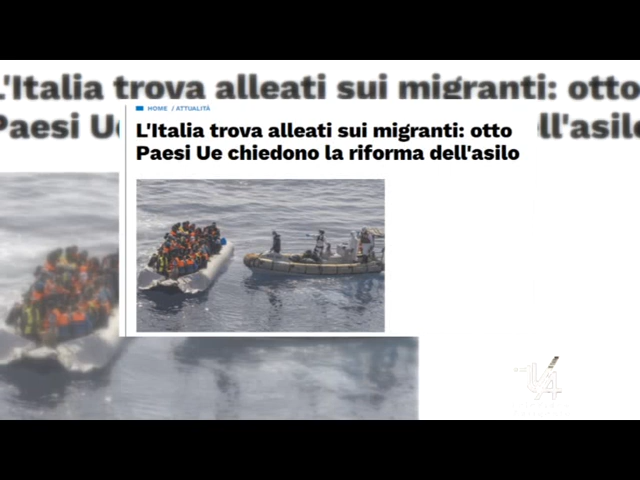 L'Italia trova alleati sui migranti: otto
Paesi Ue
ll'asilo
HOME / ATTUALITÀ
L'Italia trova alleati sui migranti: otto
Paesi Ue chiedono la riforma dell'asilo